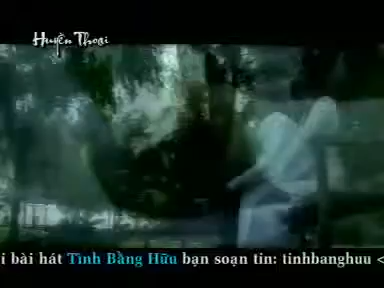 Huyền Thoại
i bài hát Tình Bằng Hữu bạn soạn tin: tinhbanghuu <